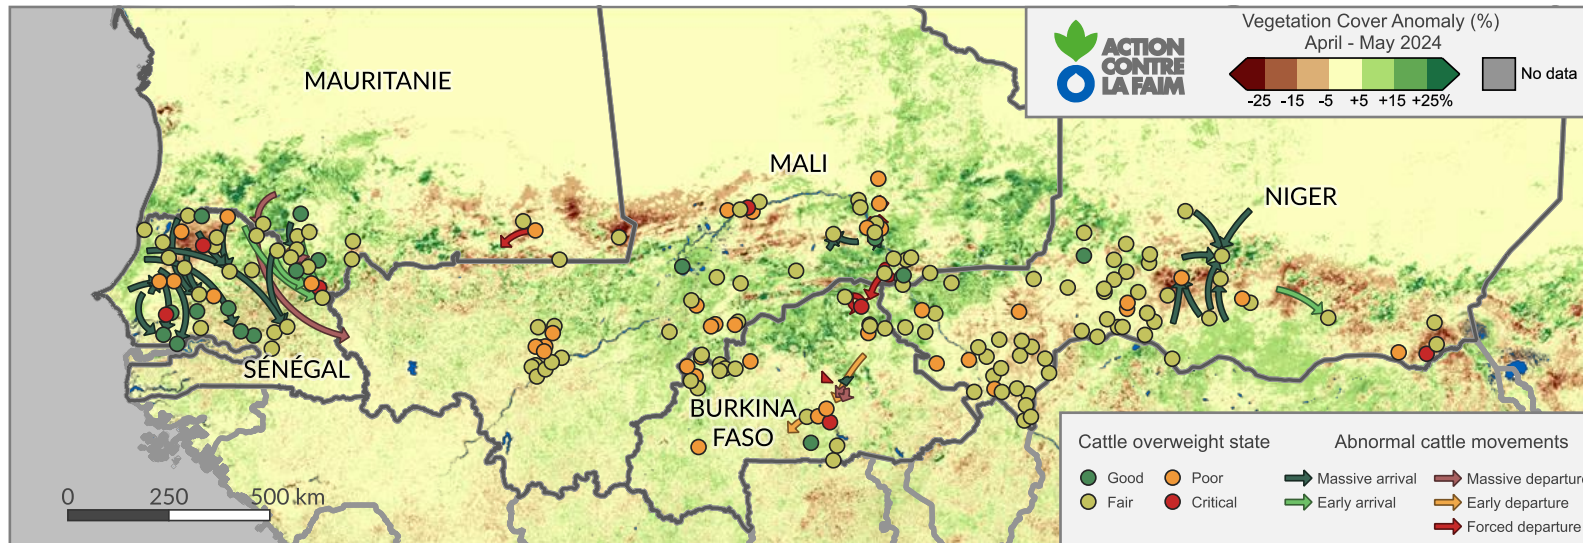 Vegetation Cover Anomaly (%)
April - May 2024
ACTION
CONTRE
LA FAIM
-25 -15 -5 +5 +15 +25%
No data
MAURITANIE
MALI
NIGER
SÉNÉGAL
BURKINA
FASO
0 250 500 km
Cattle overweight state
Good
Poor
Fair
Critical
Abnormal cattle movements
Massive arrival
Massive departure
Early arrival
Early departure
Forced departure